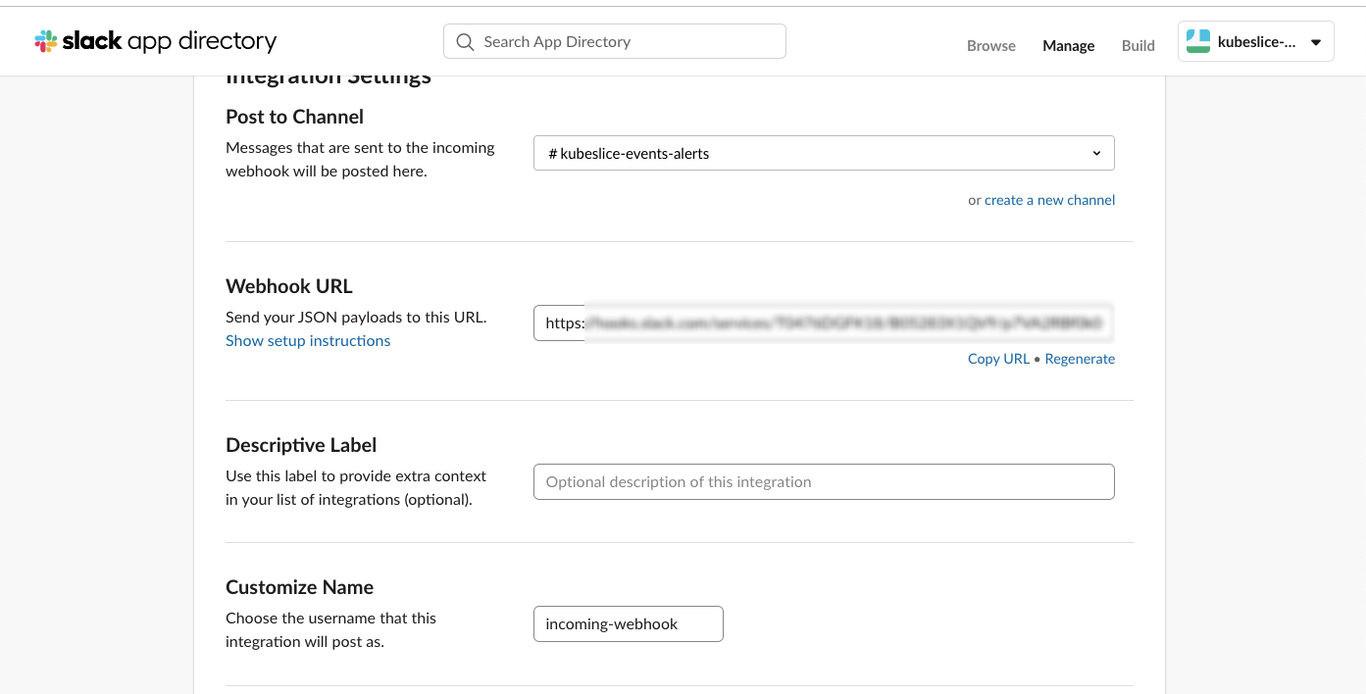 slack app directory
Search App Directory
Browse
Manage
Build
kubeslice-...
Integration Settings
Post to Channel
Messages that are sent to the incoming
webhook will be posted here.
# kubeslice-events-alerts
or create a new channel
Webhook URL
Send your JSON payloads to this URL.
Show setup instructions
https:
Copy URL • Regenerate
Descriptive Label
Use this label to provide extra context
in your list of integrations (optional).
Optional description of this integration
Customize Name
Choose the username that this
integration will post as.
incoming-webhook